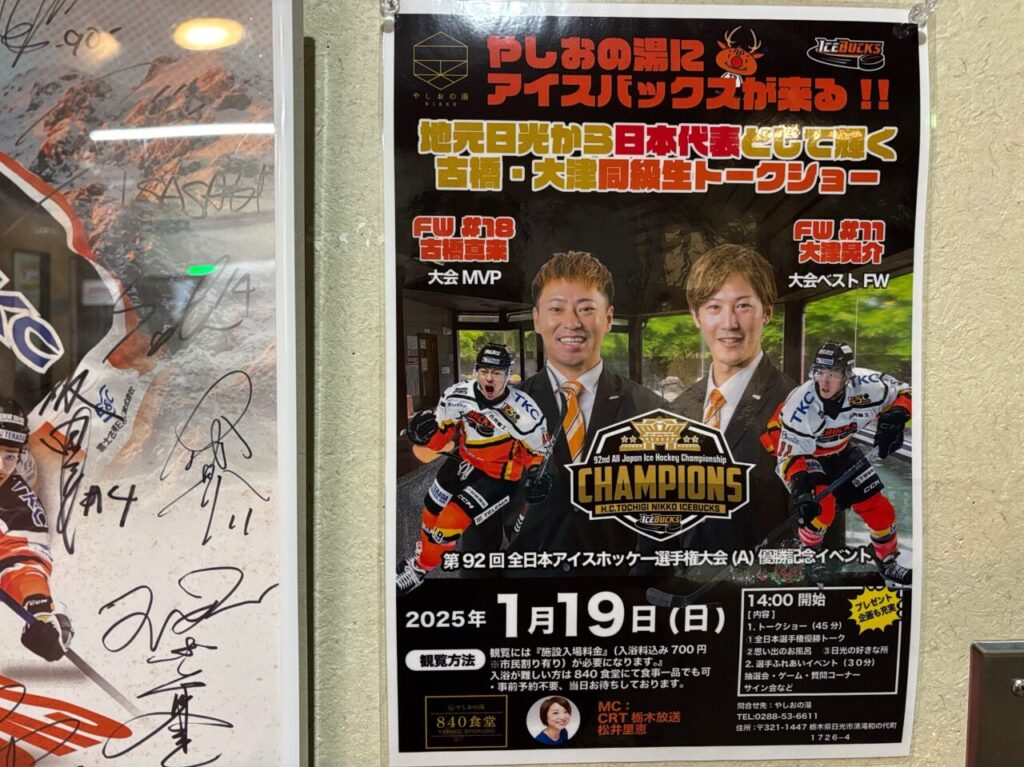 やしおの湯
NIKKO
やしおの湯に
アイスバックスが来る !!
ICEBUCKS
地元日光から日本代表として輝く
古橋・大津同級生トークショー
FW #18
古橋真来
大会 MVP
FW #11
大津晃介
大会ベスト FW
TKC
TKC
92nd All Japan Ice Hockey Championship
CHAMPIONS
H.C.TOCHIGI NIKKO ICEBUCKS
ICEBUCKS
第 92 回 全日本アイスホッケー選手権大会 (A) 優勝記念イベント
2025年 1月19日 (日)
観覧方法
観覧には『施設入場料金』(入浴料込み 700 円
※市民割り有り) が必要になります。』
入浴が難しい方は 840 食堂にて食事一品でも可
・事前予約不要、当日お待ちしております。
14:00 開始
[ 内容 ]
1. トークショー (45 分)
①全日本選手権優勝トーク
②思い出のお風呂 ③日光の好きな所
2. 選手ふれあいイベント (30分)
抽選会・ゲーム・質問コーナー
サイン会など
プレゼント
企画も充実
問合せ先：やしおの湯
TEL:0288-53-6611
住所：〒321-1447 栃木県日光市清滝和の代町
1726-4
やしおの湯
840食堂
YASHIO SYOKUDO
MC：
CRT 栃木放送
松井里恵
#4
11